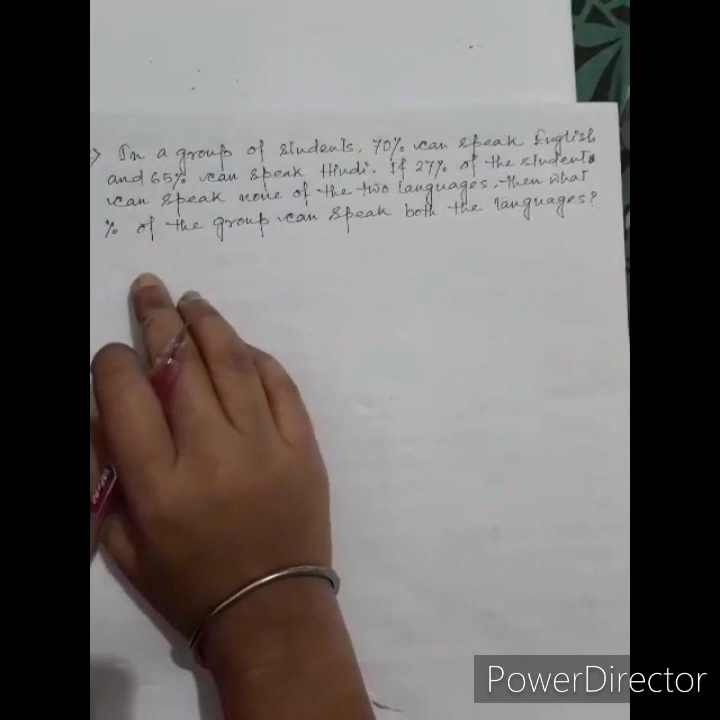 > In a group of students, 70% can speak English
and 65% can speak Hindi. If 27% of the students
can speak none of the two languages, then what
% of the group can speak both the languages?
PowerDirector